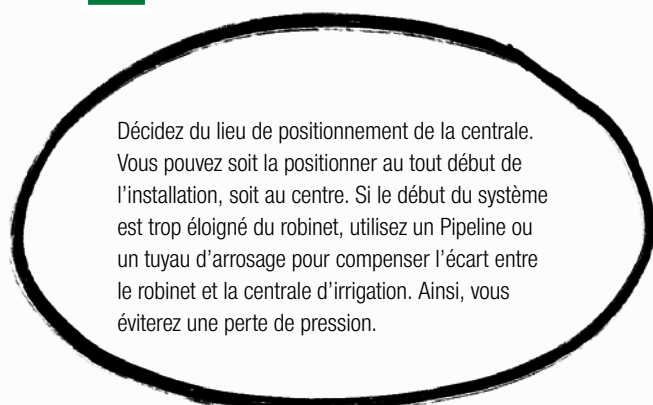 Décidez du lieu de positionnement de la centrale.
Vous pouvez soit la positionner au tout début de
l’installation, soit au centre. Si le début du système
est trop éloigné du robinet, utilisez un Pipeline ou
un tuyau d’arrosage pour compenser l’écart entre
le robinet et la centrale d’irrigation. Ainsi, vous
éviterez une perte de pression.